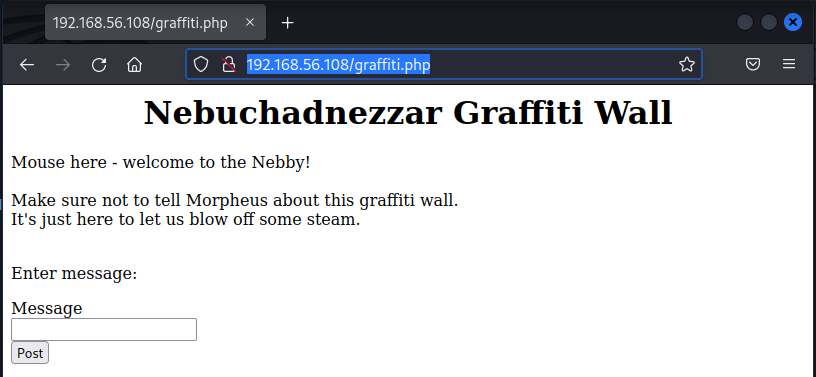 192.168.56.108/graffiti.php
192.168.56.108/graffiti.php
Nebuchadnezzar Graffiti Wall
Mouse here - welcome to the Nebby!
Make sure not to tell Morpheus about this graffiti wall.
It's just here to let us blow off some steam.
Enter message:
Message
Post